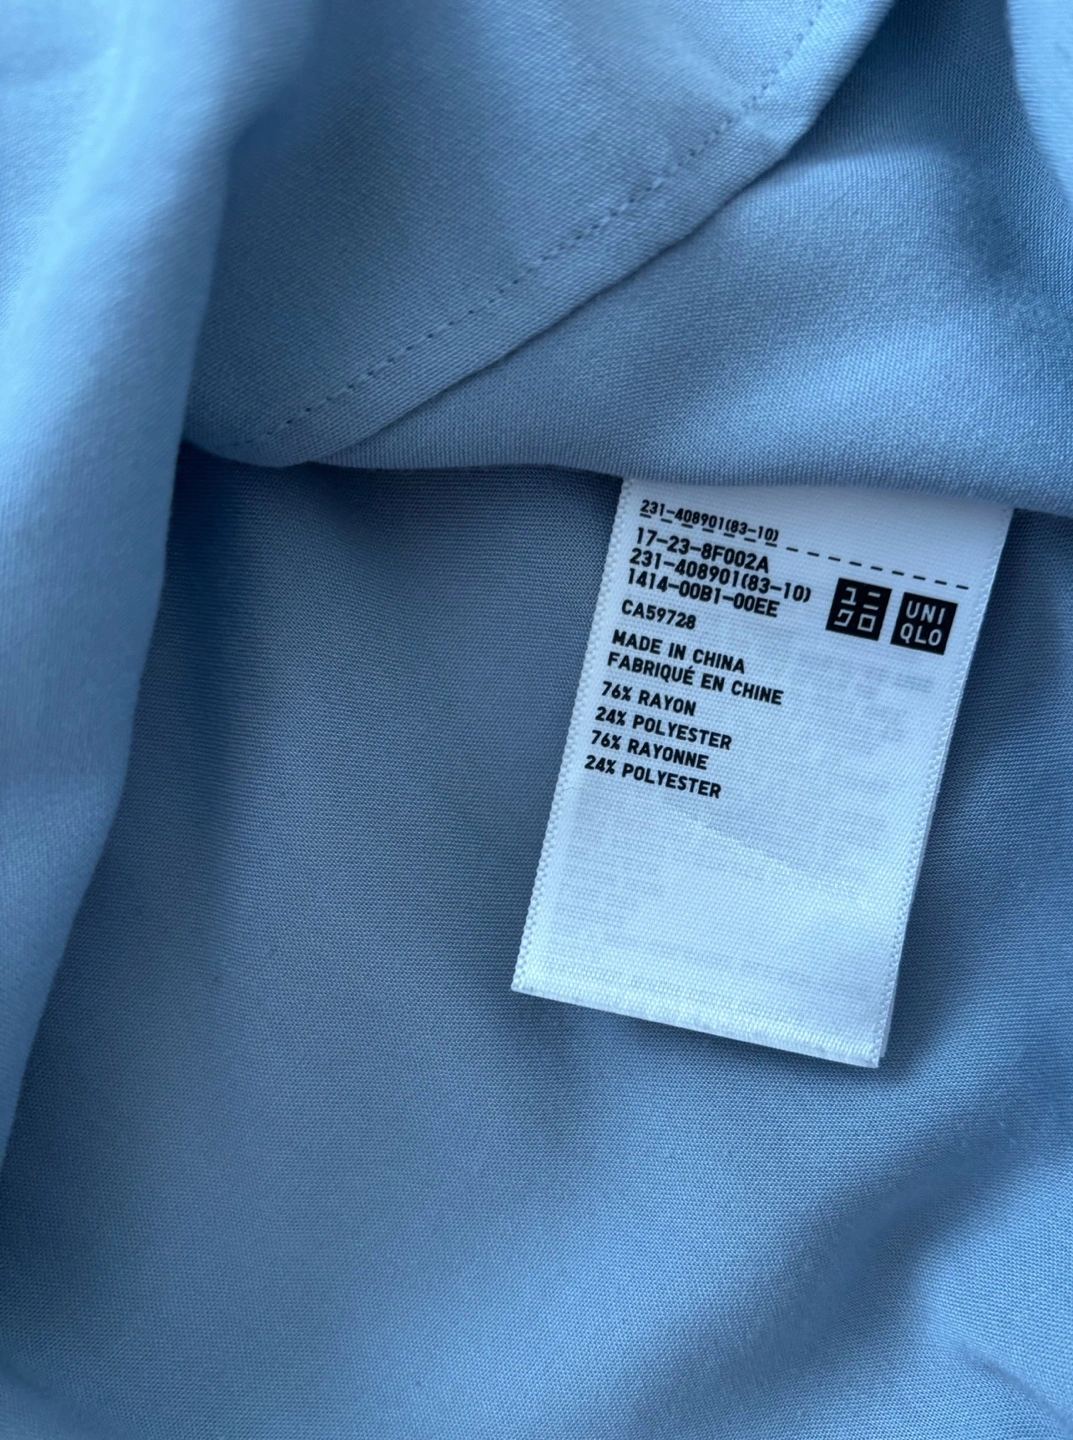 231-408901(83-10)
17-23-8F002A
231-408901(83-10)
1414-00B1-00EE
CA59728
ユニ
クロ
UNI
QLO
MADE IN CHINA
FABRIQUÉ EN CHINE
76% RAYON
24% POLYESTER
76% RAYONNE
24% POLYESTER